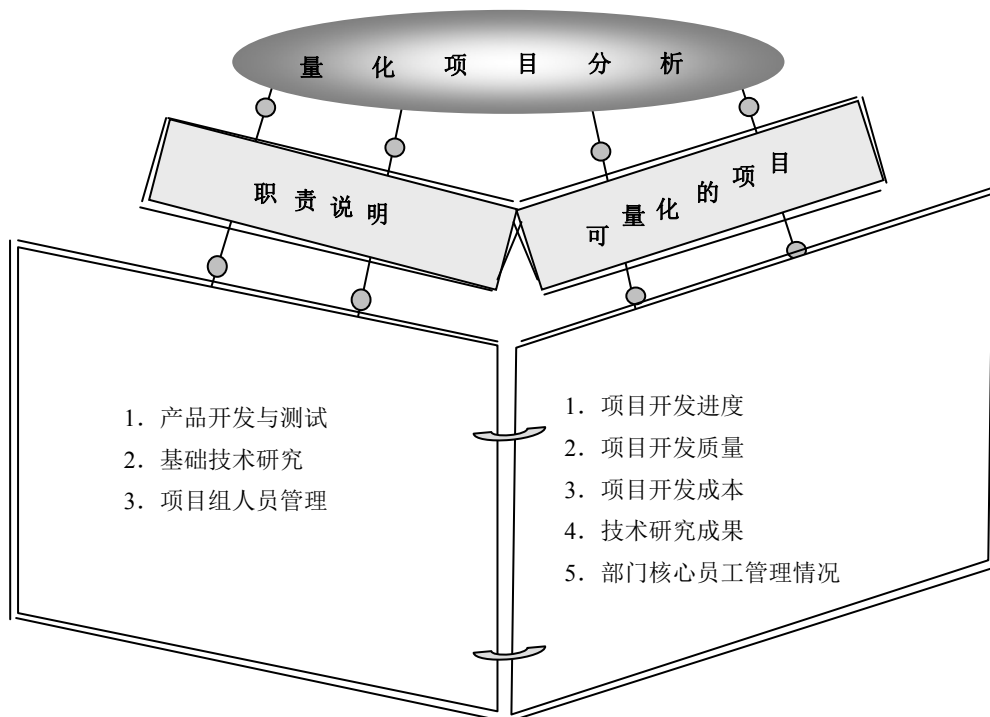 量化项目分析
职责说明
可量化的项目
1．产品开发与测试
2．基础技术研究
3．项目组人员管理
1．项目开发进度
2．项目开发质量
3．项目开发成本
4．技术研究成果
5．部门核心员工管理情况